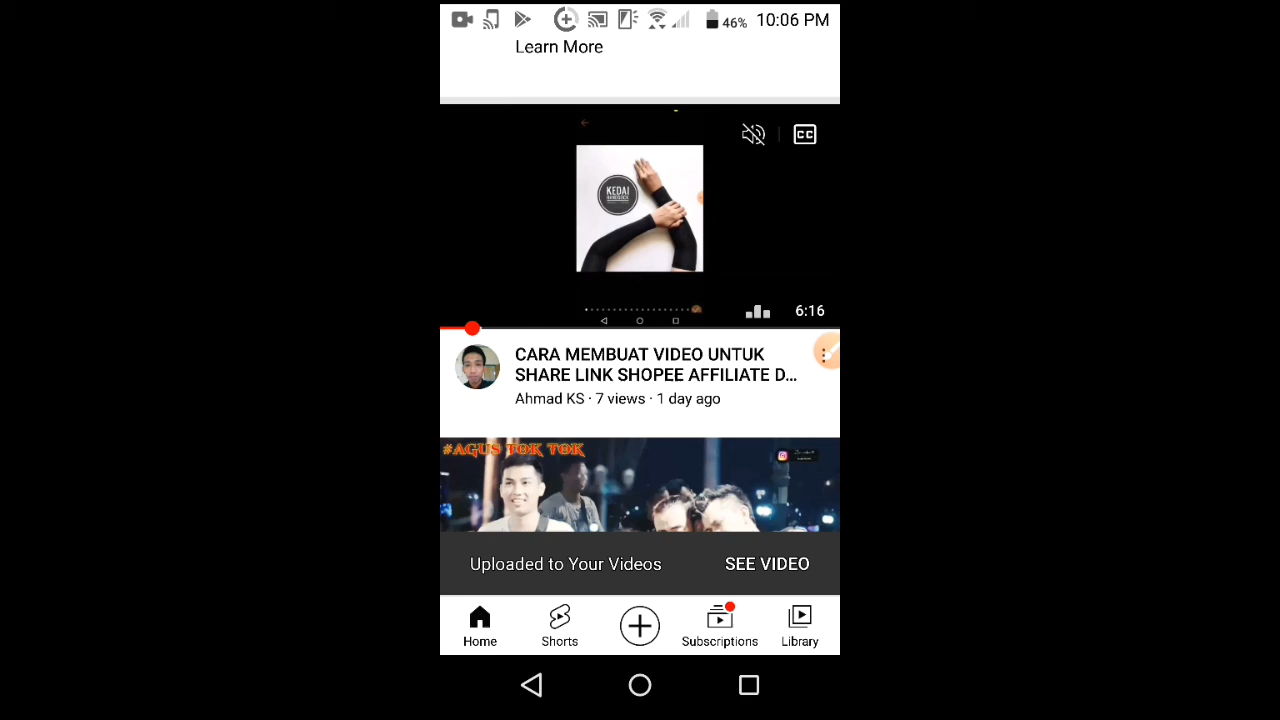 46% 10:06 PM
Learn More
CC
KEDAI
6:16
CARA MEMBUAT VIDEO UNTUK
SHARE LINK SHOPEE AFFILIATE D...
Ahmad KS · 7 views · 1 day ago
#AGUS TOK TOK
Uploaded to Your Videos SEE VIDEO
Home Shorts Subscriptions Library